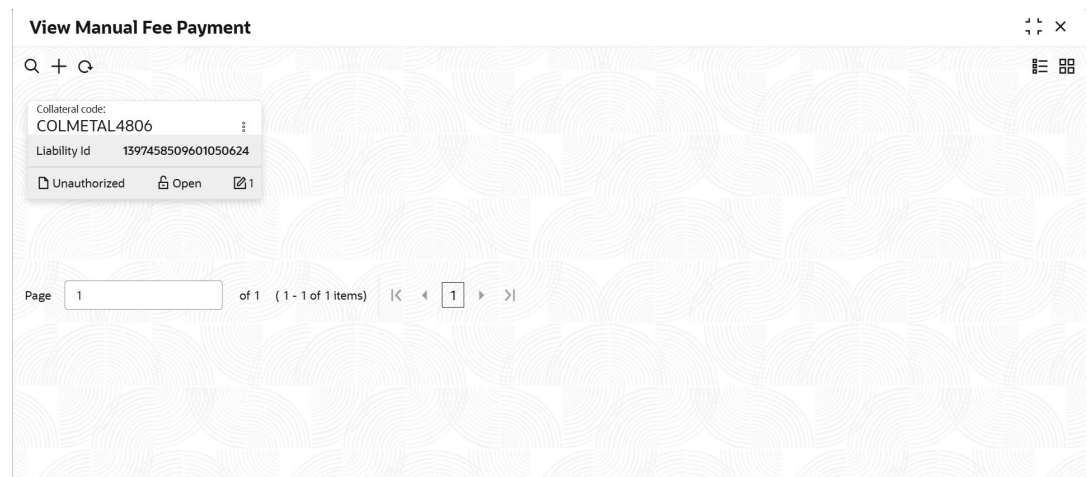 View Manual Fee Payment
Collateral code:
COLMETAL4806
Liability Id 1397458509601050624
Unauthorized Open 1
Page 1 of 1 ( 1 - 1 of 1 items) 1